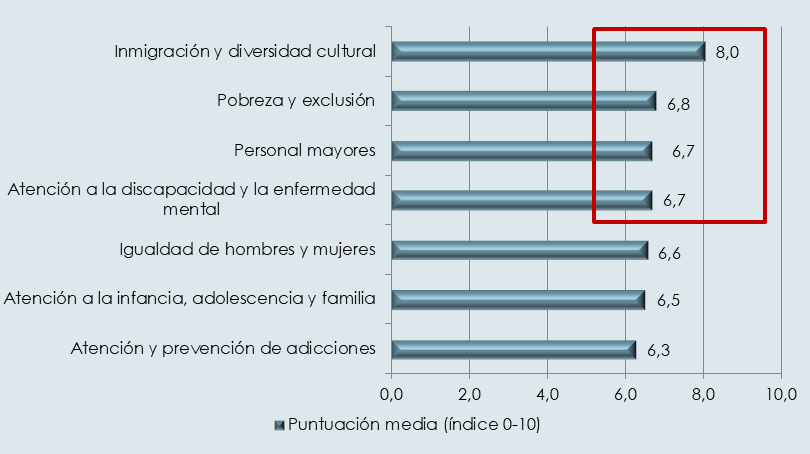 Inmigración y diversidad cultural
8,0
Pobreza y exclusión
6,8
Personal mayores
6,7
Atención a la discapacidad y la enfermedad
mental
6,7
Igualdad de hombres y mujeres
6,6
Atención a la infancia, adolescencia y familia
6,5
Atención y prevención de adicciones
6,3
0,0 2,0 4,0 6,0 8,0 10,0
Puntuación media (índice 0-10)